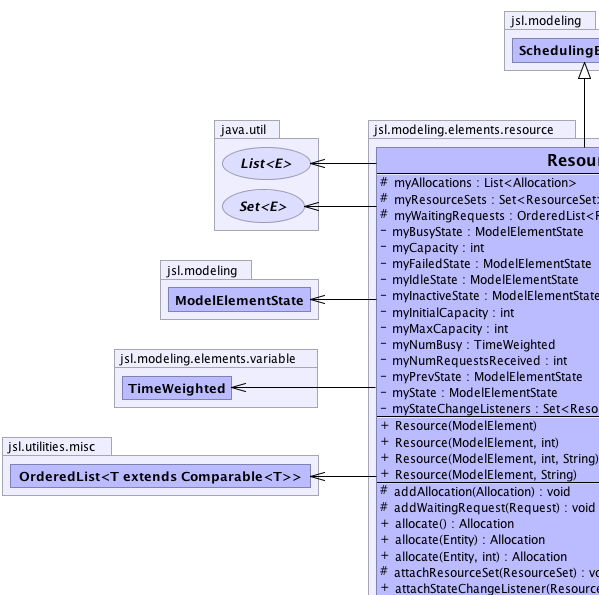 jsl.modeling
SchedulingE
java.util
List<E>
Set<E>
jsl.modeling
ModelElementState
jsl.modeling.elements.variable
TimeWeighted
jsl.utilities.misc
OrderedList<T extends Comparable<T>>
jsl.modeling.elements.resource
Resou
# myAllocations : List<Allocation>
# myResourceSets : Set<ResourceSet
# myWaitingRequests : OrderedList<R
- myBusyState : ModelElementState
- myCapacity : int
- myFailedState : ModelElementState
- myIdleState : ModelElementState
- myInactiveState : ModelElementState
- myInitialCapacity : int
- myMaxCapacity : int
- myNumBusy : TimeWeighted
- myNumRequestsReceived : int
- myPrevState : ModelElementState
- myState : ModelElementState
- myStateChangeListeners : Set<Reso
+ Resource(ModelElement)
+ Resource(ModelElement, int)
+ Resource(ModelElement, int, String)
+ Resource(ModelElement, String)
# addAllocation(Allocation) : void
# addWaitingRequest(Request) : void
+ allocate() : Allocation
+ allocate(Entity) : Allocation
+ allocate(Entity, int) : Allocation
# attachResourceSet(ResourceSet) : vo
+ attachStateChangeListener(Resource